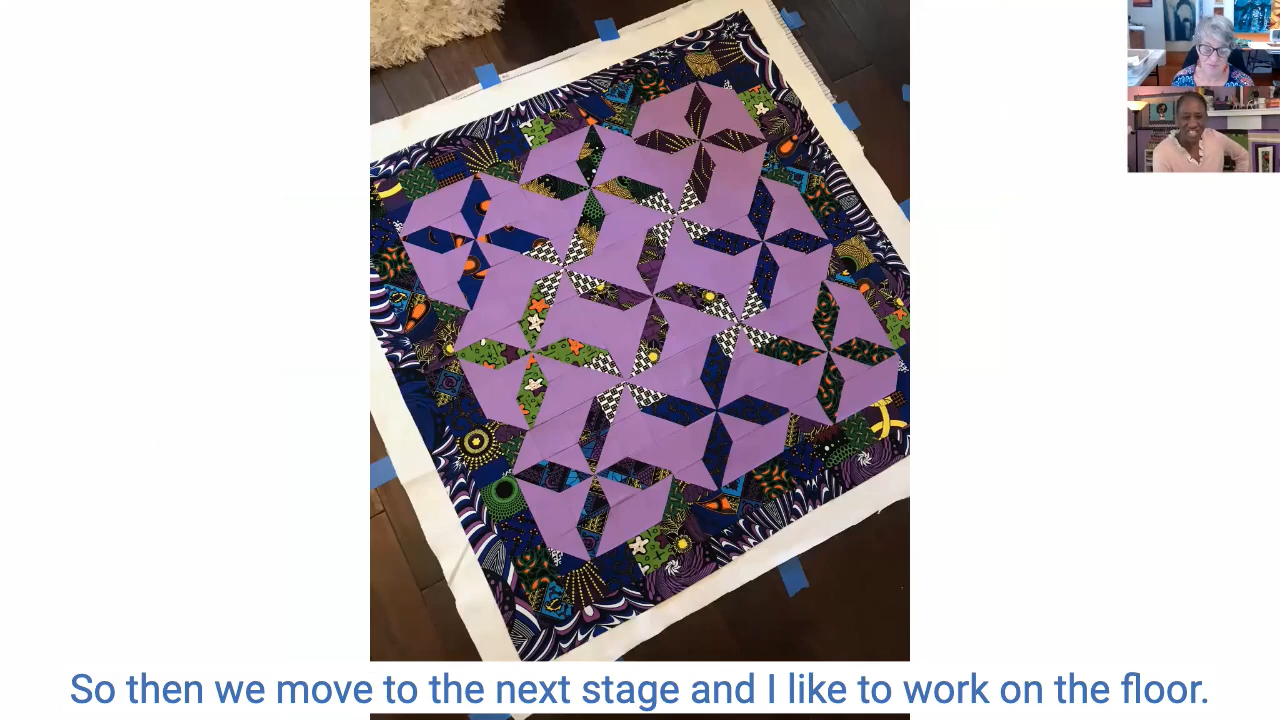 So then we move to the next stage and I like to work on the floor.